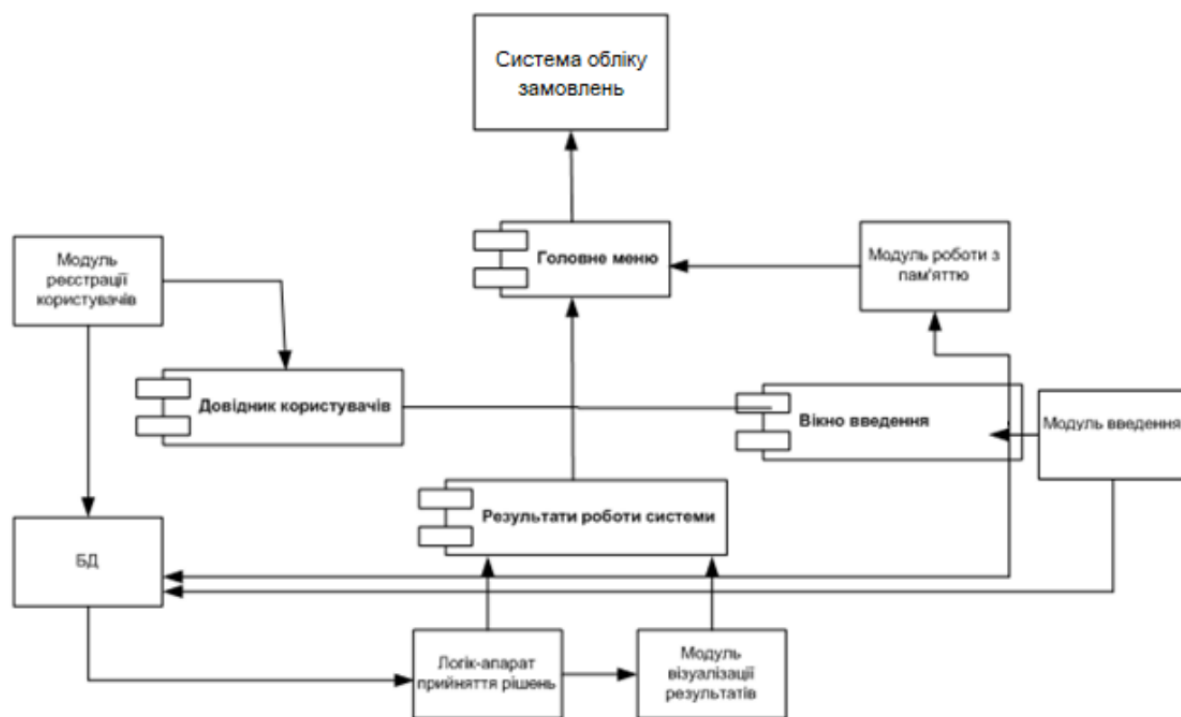 Система обліку
замовлень
Головне меню
Модуль роботи з
пам'яттю
Модуль
реєстрації
користувачів
Довідник користувачів
Вікно введення
Модуль введення
Результати роботи системи
БД
Логік-апарат
прийняття рішень
Модуль
візуалізації
результатів